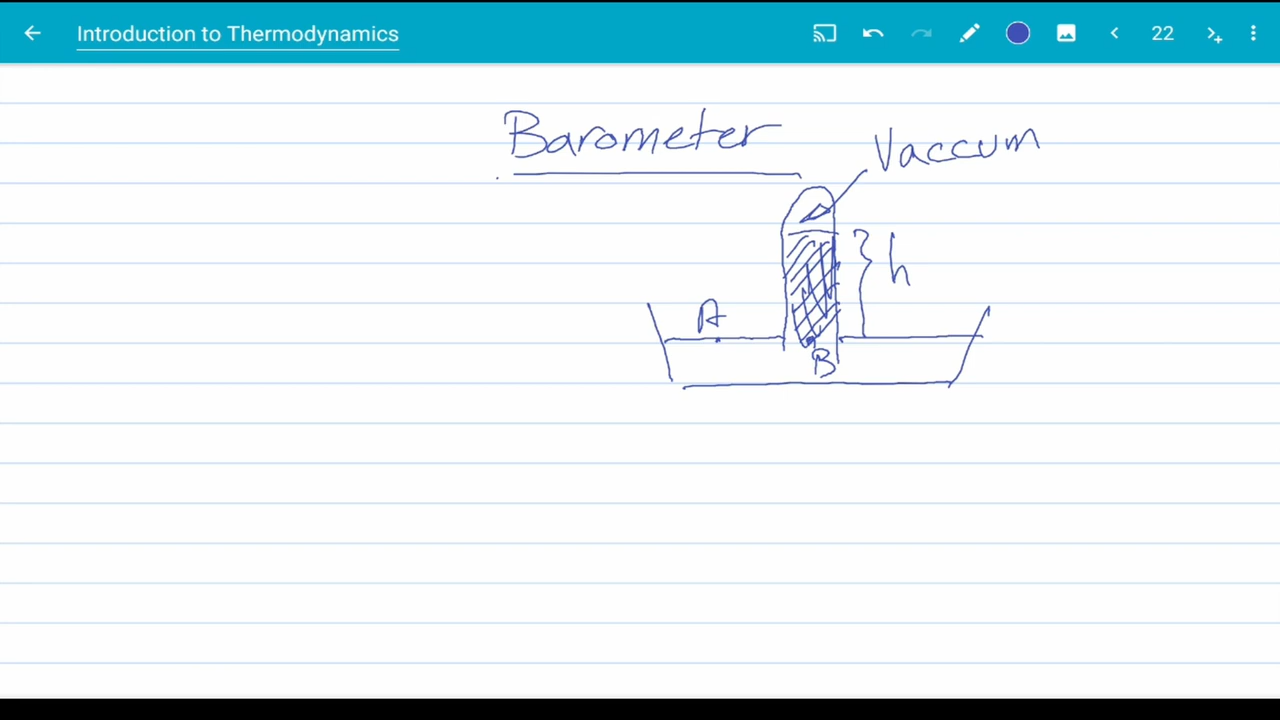 Introduction to Thermodynamics
22
Barometer
Vaccum
h
A
B